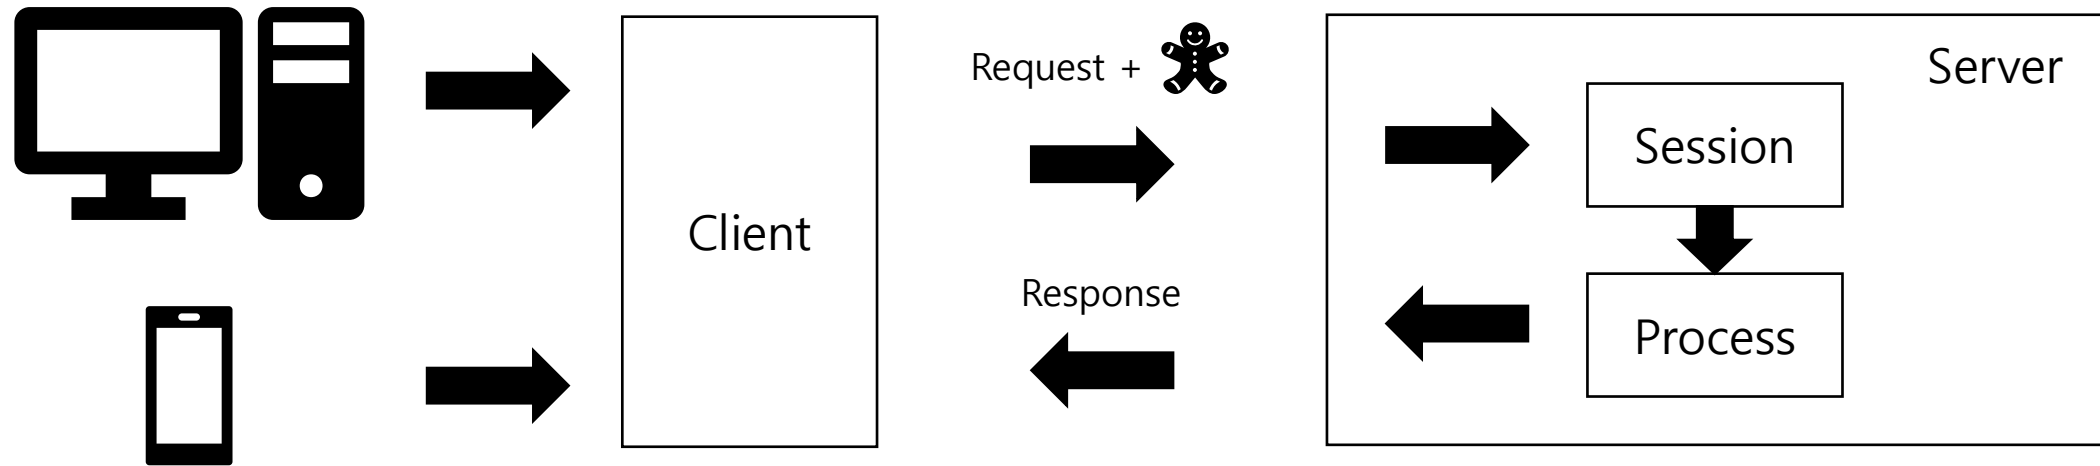 Request +
Server
Session
Client
Response
Process